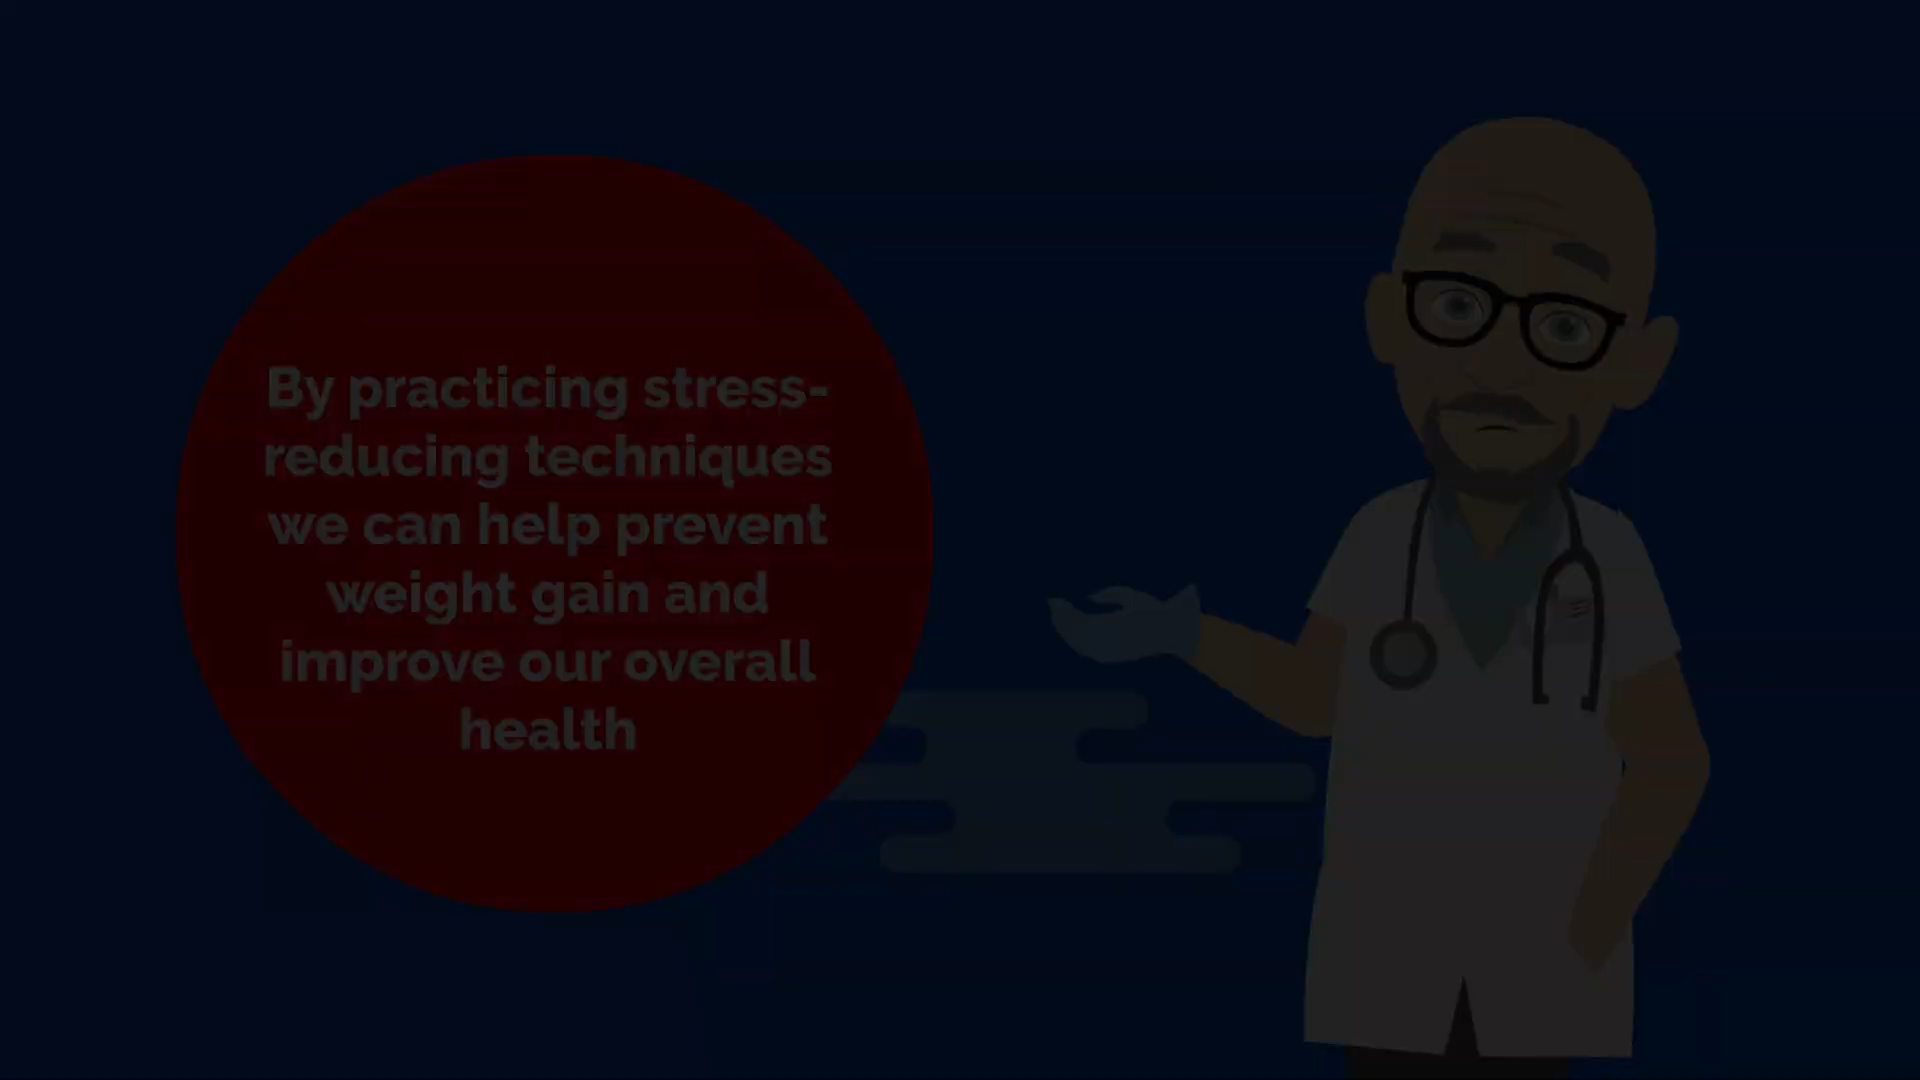 By practicing stress-
reducing techniques
we can help prevent
weight gain and
improve our overall
health